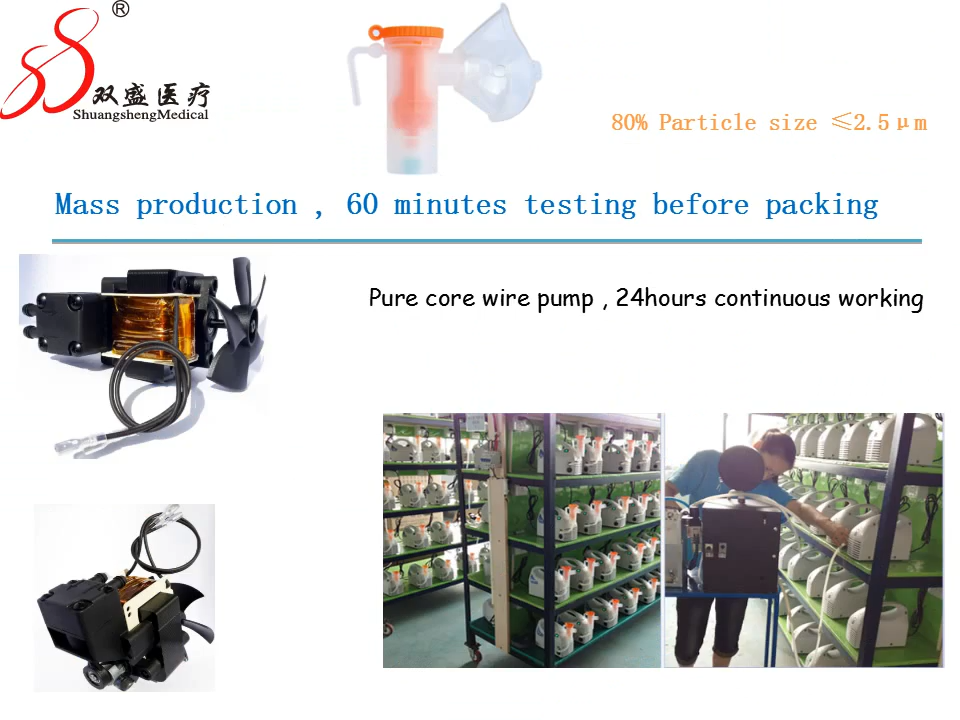 ®
双盛医疗
ShuangshengMedical
80% Particle size ≤2.5μm
Mass production , 60 minutes testing before packing
Pure core wire pump , 24hours continuous working